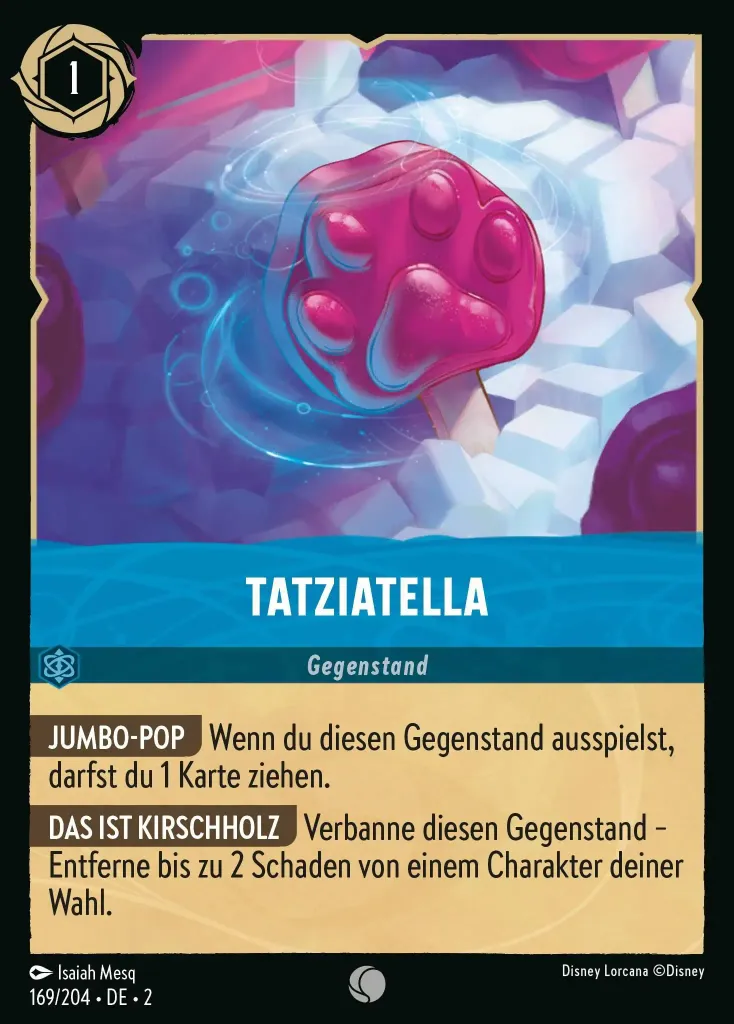 1
TATZIATELLA
Gegenstand
JUMBO-POP Wenn du diesen Gegenstand ausspielst,
darfst du 1 Karte ziehen.
DAS IST KIRSCHHOLZ Verbanne diesen Gegenstand –
Entferne bis zu 2 Schaden von einem Charakter deiner
Wahl.
Isaiah Mesq
Disney Lorcana ©Disney
169/204 • DE • 2